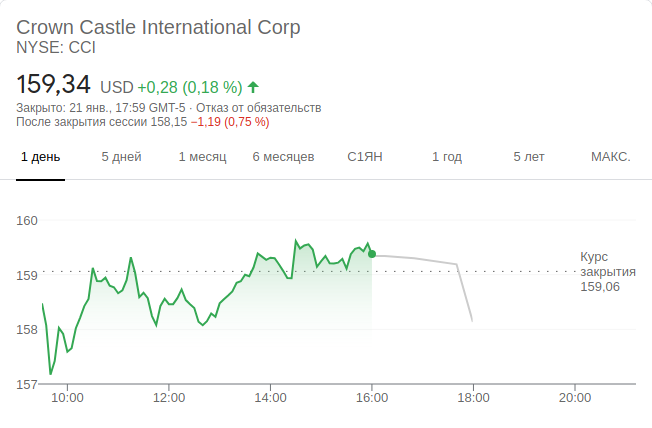 Crown Castle International Corp
NYSE: CCI
159,34 USD +0,28 (0,18 %)
Закрыто: 21 янв., 17:59 GMT-5 · Отказ от обязательств
После закрытия сессии 158,15 −1,19 (0,75 %)
1 день 5 дней 1 месяц 6 месяцев С1ЯН 1 год 5 лет МАКС.
160
159
158
157
Курс
закрытия
159,06
10:00 12:00 14:00 16:00 18:00 20:00